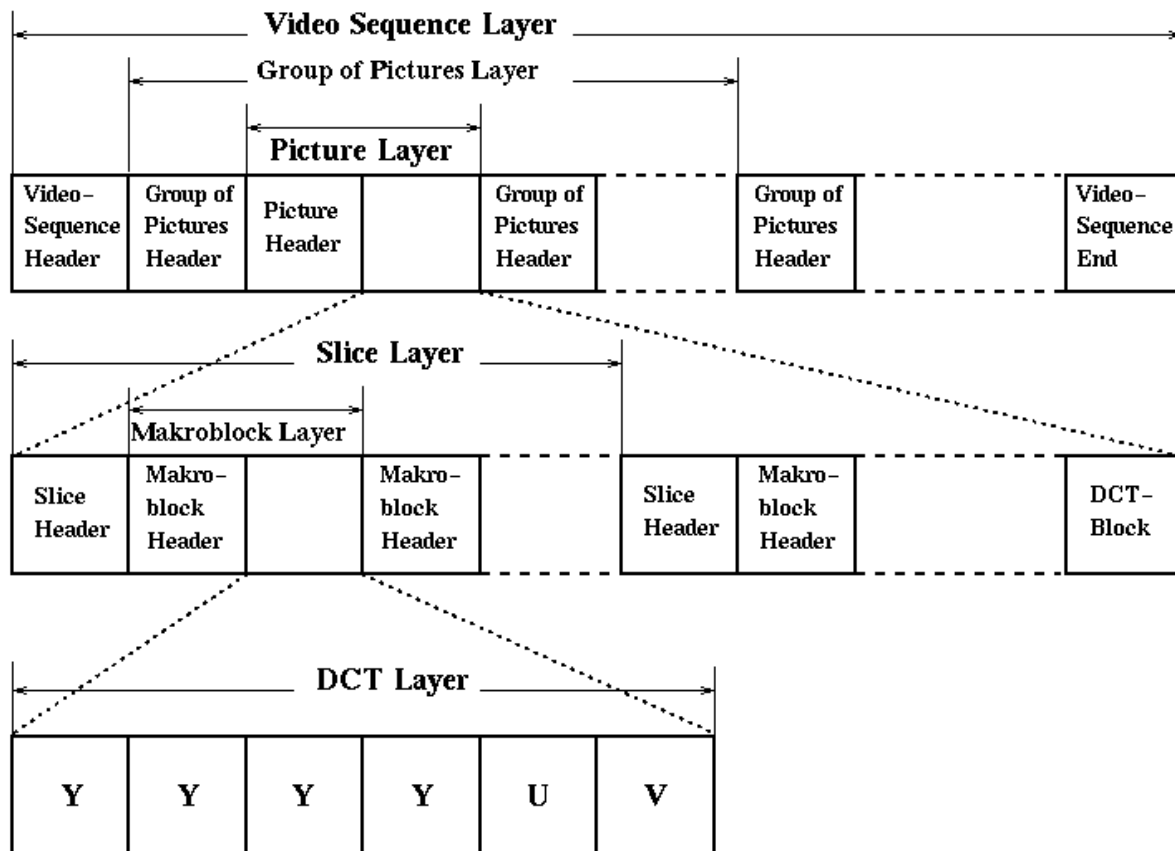 Video Sequence Layer
Group of Pictures Layer
Picture Layer
Video-
Sequence
Header
Group of
Pictures
Header
Picture
Header
Group of
Pictures
Header
Group of
Pictures
Header
Video-
Sequence
End
Slice Layer
Makroblock Layer
Slice
Header
Makro-
block
Header
Makro-
block
Header
Slice
Header
Makro-
block
Header
DCT-
Block
DCT Layer
Y Y Y Y U V